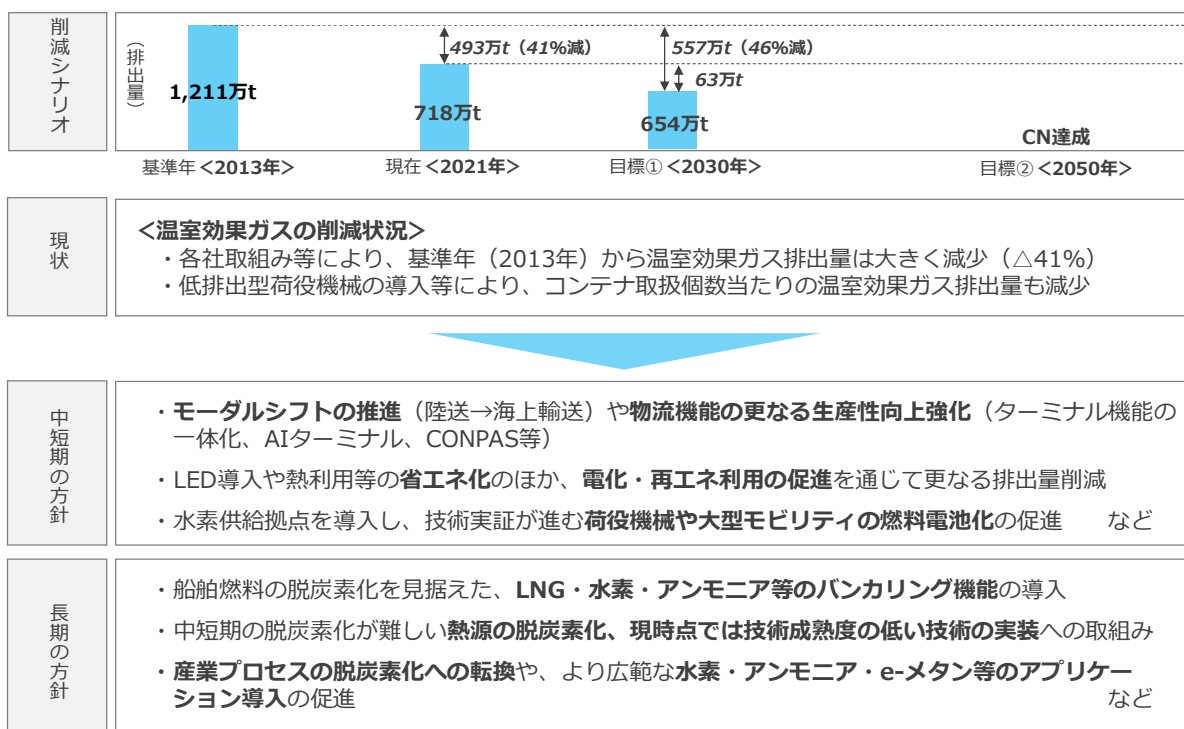 削減シナリオ
（排出量）
1,211万t
493万t（41%減）
718万t
557万t（46%減）
63万t
654万t
CN達成
基準年<2013年>
現在<2021年>
目標①<2030年>
目標②<2050年>
現状
<温室効果ガスの削減状況>
・各社取組み等により、基準年（2013年）から温室効果ガス排出量は大きく減少（△41%）
・低排出型荷役機械の導入等により、コンテナ取扱個数当たりの温室効果ガス排出量も減少
中短期の方針
・モーダルシフトの推進（陸送→海上輸送）や物流機能の更なる生産性向上強化（ターミナル機能の
一体化、AIターミナル、CONPAS等）
・LED導入や熱利用等の省エネ化のほか、電化・再エネ利用の促進を通じて更なる排出量削減
・水素供給拠点を導入し、技術実証が進む荷役機械や大型モビリティの燃料電池化の促進 など
長期の方針
・船舶燃料の脱炭素化を見据えた、LNG・水素・アンモニア等のバンカリング機能の導入
・中短期の脱炭素化が難しい熱源の脱炭素化、現時点では技術成熟度の低い技術の実装への取組み
・産業プロセスの脱炭素化への転換や、より広範な水素・アンモニア・e-メタン等のアプリケー
ション導入の促進 など